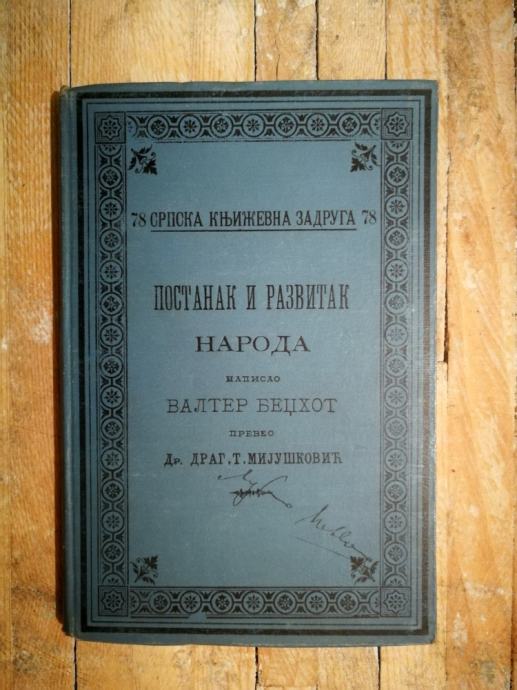 78 СРПСКА КЊИЖЕВНА ЗАДРУГА 78
ПОСТАНАК И РАЗВИТАК
НАРОДА
НАПИСАО
ВАЛТЕР БЕЏХОТ
ПРЕВЕО
Др. ДРАГ. Т. МИЈУШКОВИЋ